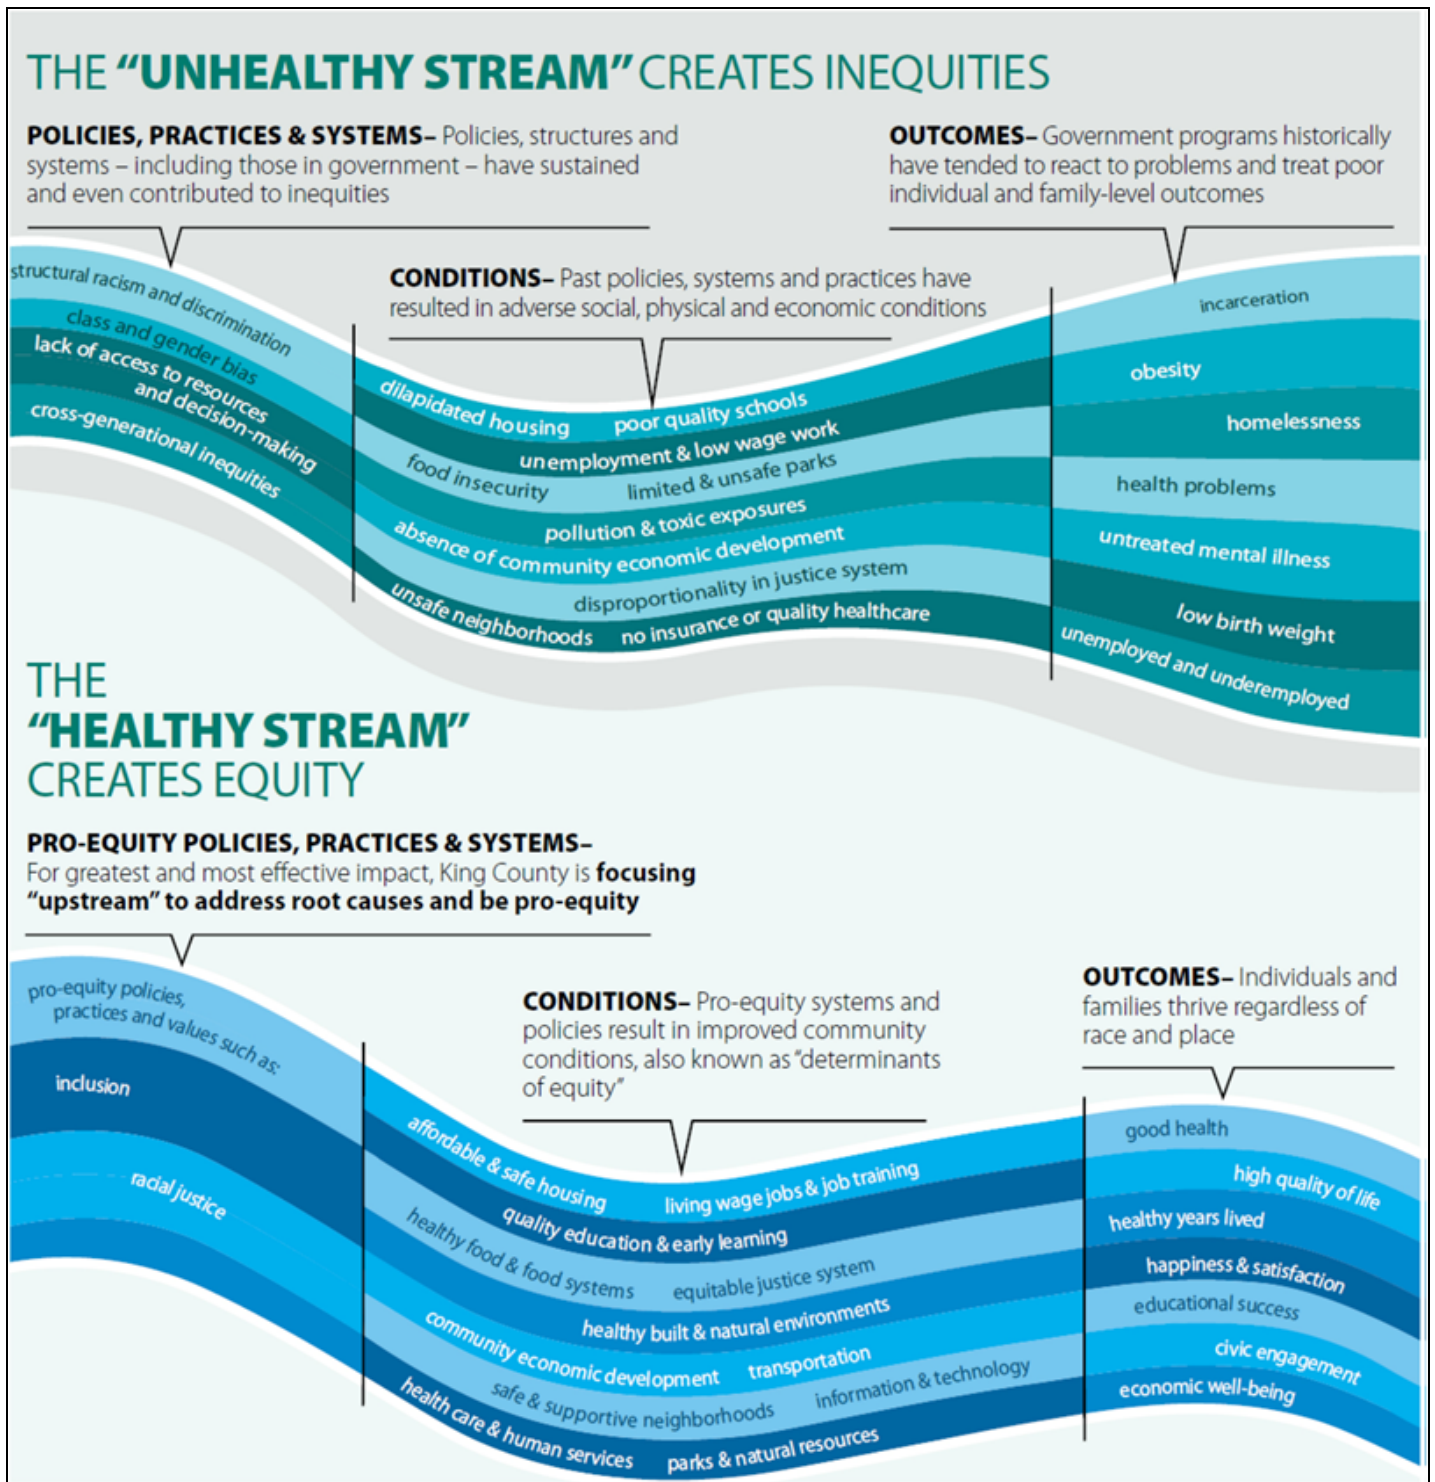 THE “UNHEALTHY STREAM” CREATES INEQUITIES
POLICIES, PRACTICES & SYSTEMS– Policies, structures and
systems – including those in government – have sustained
and even contributed to inequities
OUTCOMES– Government programs historically
have tended to react to problems and treat poor
individual and family-level outcomes
CONDITIONS– Past policies, systems and practices have
resulted in adverse social, physical and economic conditions
structural racism and discrimination
class and gender bias
lack of access to resources
and decision-making
cross-generational inequities
dilapidated housing
poor quality schools
unemployment & low wage work
food insecurity
limited & unsafe parks
pollution & toxic exposures
absence of community economic development
disproportionality in justice system
unsafe neighborhoods
no insurance or quality healthcare
incarceration
obesity
homelessness
health problems
untreated mental illness
low birth weight
unemployed and underemployed
THE
“HEALTHY STREAM”
CREATES EQUITY
PRO-EQUITY POLICIES, PRACTICES & SYSTEMS–
For greatest and most effective impact, King County is focusing
“upstream” to address root causes and be pro-equity
CONDITIONS– Pro-equity systems and
policies result in improved community
conditions, also known as “determinants
of equity”
OUTCOMES– Individuals and
families thrive regardless of
race and place
pro-equity policies,
practices and values such as:
inclusion
racial justice
affordable & safe housing
living wage jobs & job training
quality education & early learning
healthy food & food systems
equitable justice system
healthy built & natural environments
community economic development
transportation
safe & supportive neighborhoods
information & technology
health care & human services
parks & natural resources
good health
high quality of life
healthy years lived
happiness & satisfaction
educational success
civic engagement
economic well-being